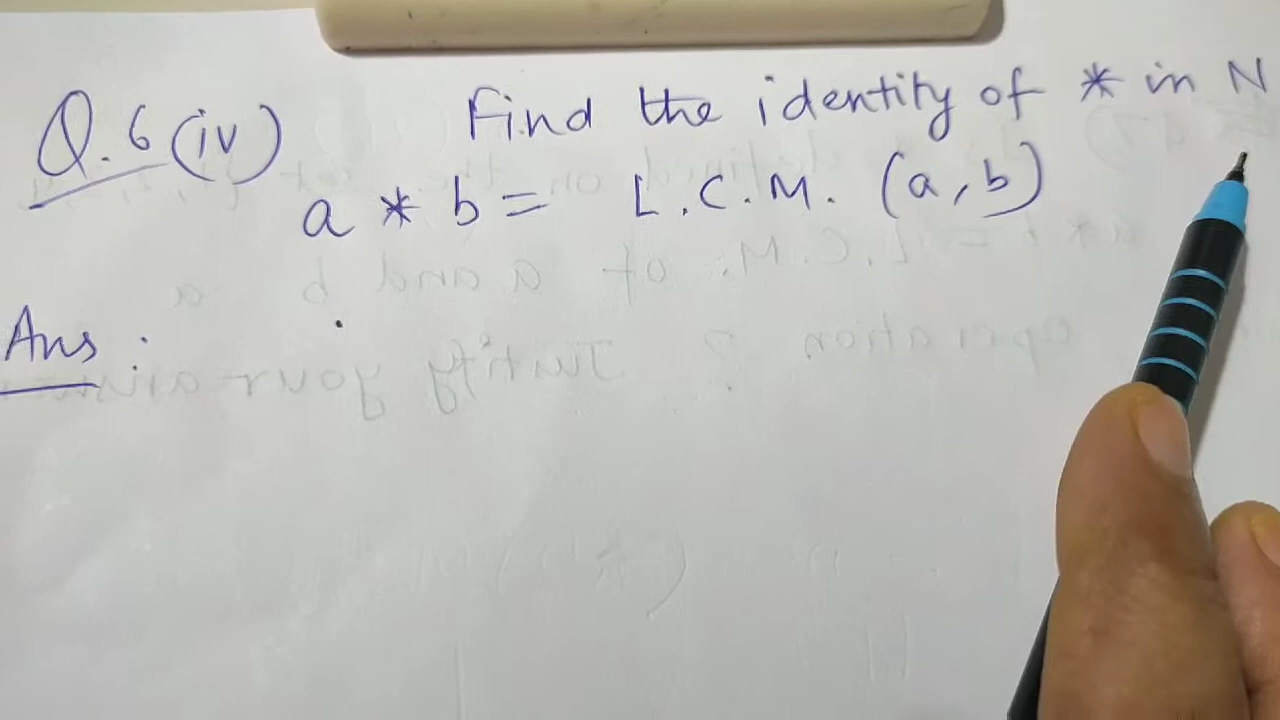 Q.6(iv) Find the identity of * in N
a * b = L.C.M. (a, b)
Ans :